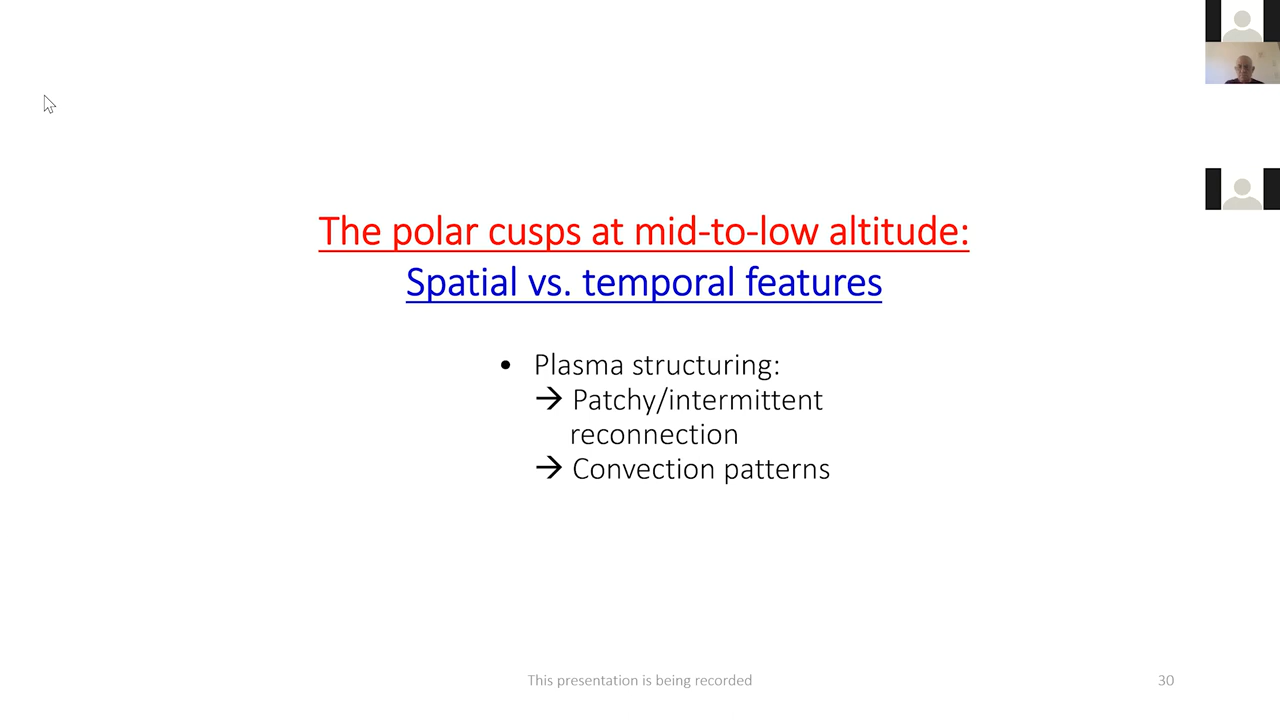 The polar cusps at mid-to-low altitude:
Spatial vs. temporal features
• Plasma structuring:
→ Patchy/intermittent
reconnection
→ Convection patterns
This presentation is being recorded
30